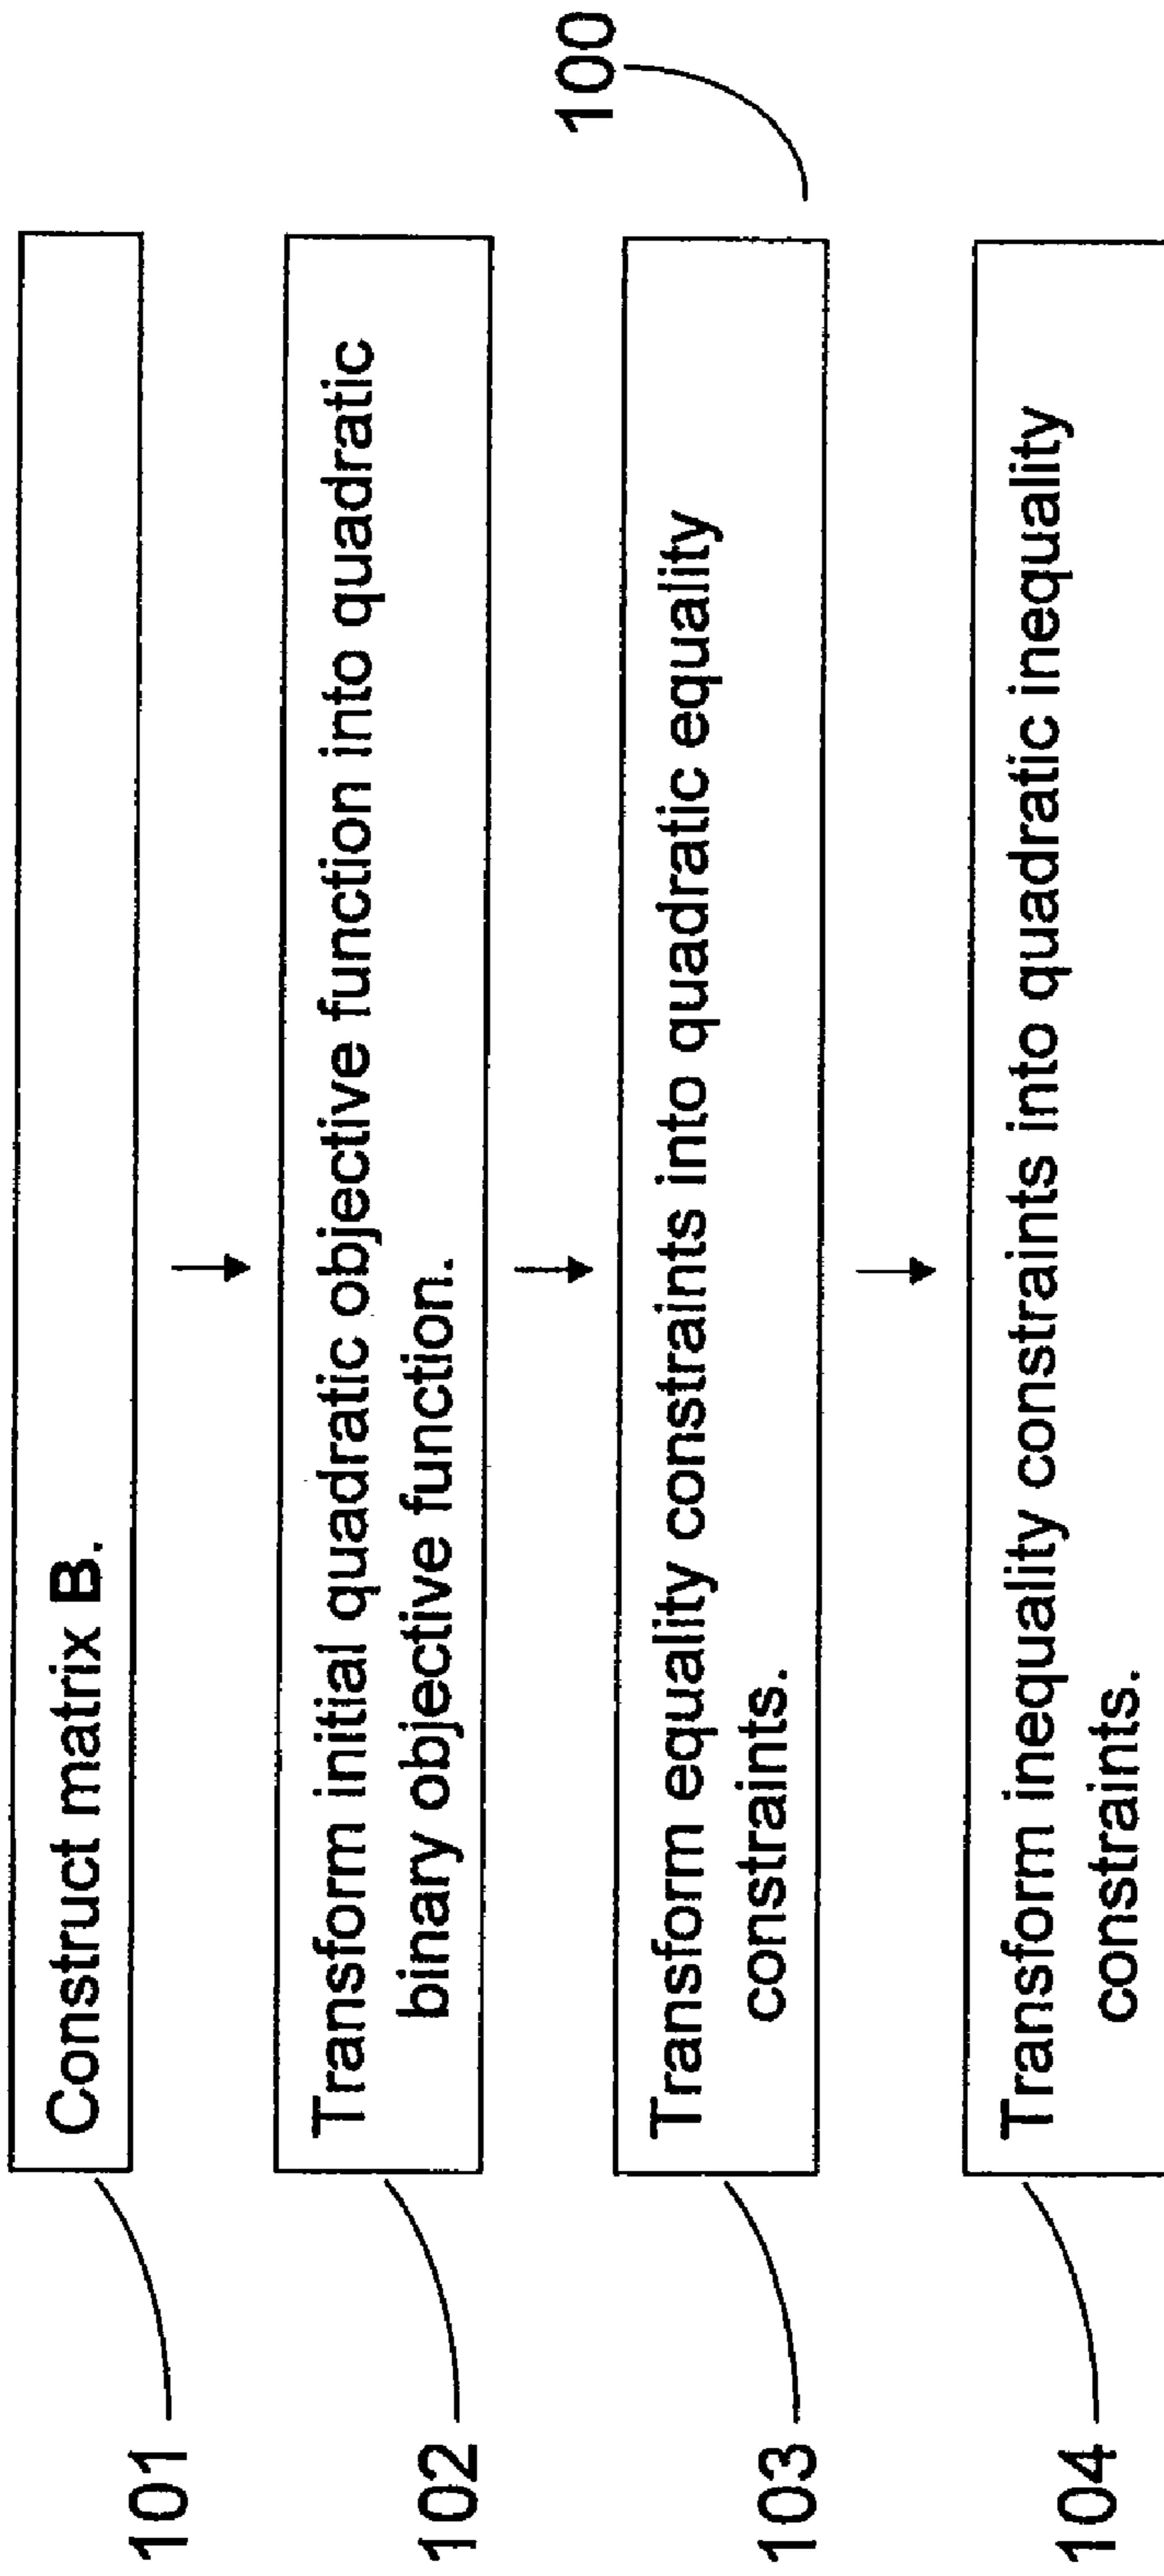 100
101
Construct matrix B.
102
Transform initial quadratic objective function into quadratic
binary objective function.
103
Transform equality constraints into quadratic equality
constraints.
104
Transform inequality constraints into quadratic inequality
constraints.